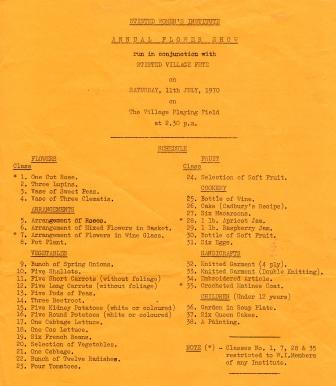 STISTED WOMEN'S INSTITUTE
ANNUAL FLOWER SHOW
run in conjunction with
STISTED VILLAGE FETE
on
SATURDAY, 11th JULY, 1970
on
The Village Playing Field
at 2.30 p.m.
SCHEDULE
FLOWERS
Class
* 1. One Cut Rose.
2. Three Lupins.
3. Vase of Sweet Peas.
4. Vase of Three Clematis.
ARRANGEMENTS
5. Arrangement of Roses.
6. Arrangement of Mixed Flowers in Basket.
* 7. Arrangement of Flowers in Wine Glass.
8. Pot Plant.
VEGETABLES
9. Bunch of Spring Onions.
10. Five Shallots.
11. Five Short Carrots (without foliage)
12. Five Long Carrots (without foliage)
13. Five Pods of Peas.
14. Three Beetroot.
15. Five Kidney Potatoes (white or coloured)
16. Five Round Potatoes (white or coloured)
17. One Cabbage Lettuce.
18. One Cos Lettuce.
19. Six French Beans.
20. Selection of Vegetables.
21. One Cabbage.
22. Bunch of Twelve Radishes.
23. Four Tomatoes.
FRUIT
Class
24. Selection of Soft Fruit.
COOKERY
25. Bottle of Wine.
26. Cake (Cadbury's Recipe).
27. Six Macaroons.
* 28. 1 lb. Apricot Jam.
29. 1 lb. Raspberry Jam.
30. Bottle of Soft Fruit.
31. Six Eggs.
HANDICRAFTS
32. Knitted Garment (4 ply).
33. Knitted Garment (Double Knitting).
34. Embroidered Article.
* 35. Crocheted Matinee Coat.
CHILDREN (Under 12 years)
36. Garden in Soup Plate.
37. Six Queen Cakes.
38. A Painting.
NOTE (*) - Classes No. 1, 7, 28 & 35
restricted to W.I. Members
of any Institute.